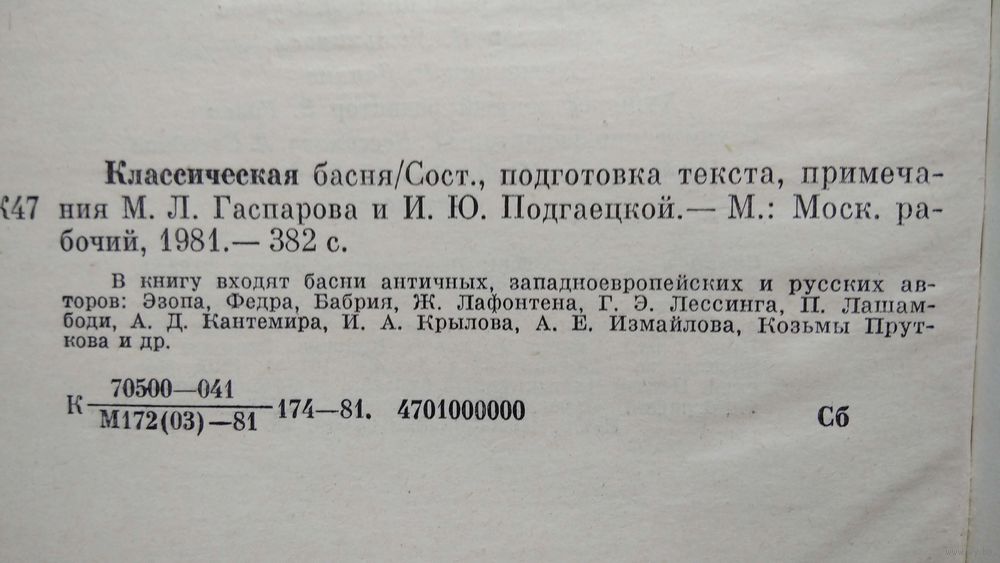 Классическая басня/Сост., подготовка текста, примеча-
К47 ния М. Л. Гаспарова и И. Ю. Подгаецкой.— М.: Моск. ра-
бочий, 1981.— 382 с.
В книгу входят басни античных, западноевропейских и русских ав-
торов: Эзопа, Федра, Бабрия, Ж. Лафонтена, Г. Э. Лессинга, П. Лашам-
боди, А. Д. Кантемира, И. А. Крылова, А. Е. Измайлова, Козьмы Прут-
кова и др.
70500—041
К 174—81. 4701000000
М172(03)—81
Сб